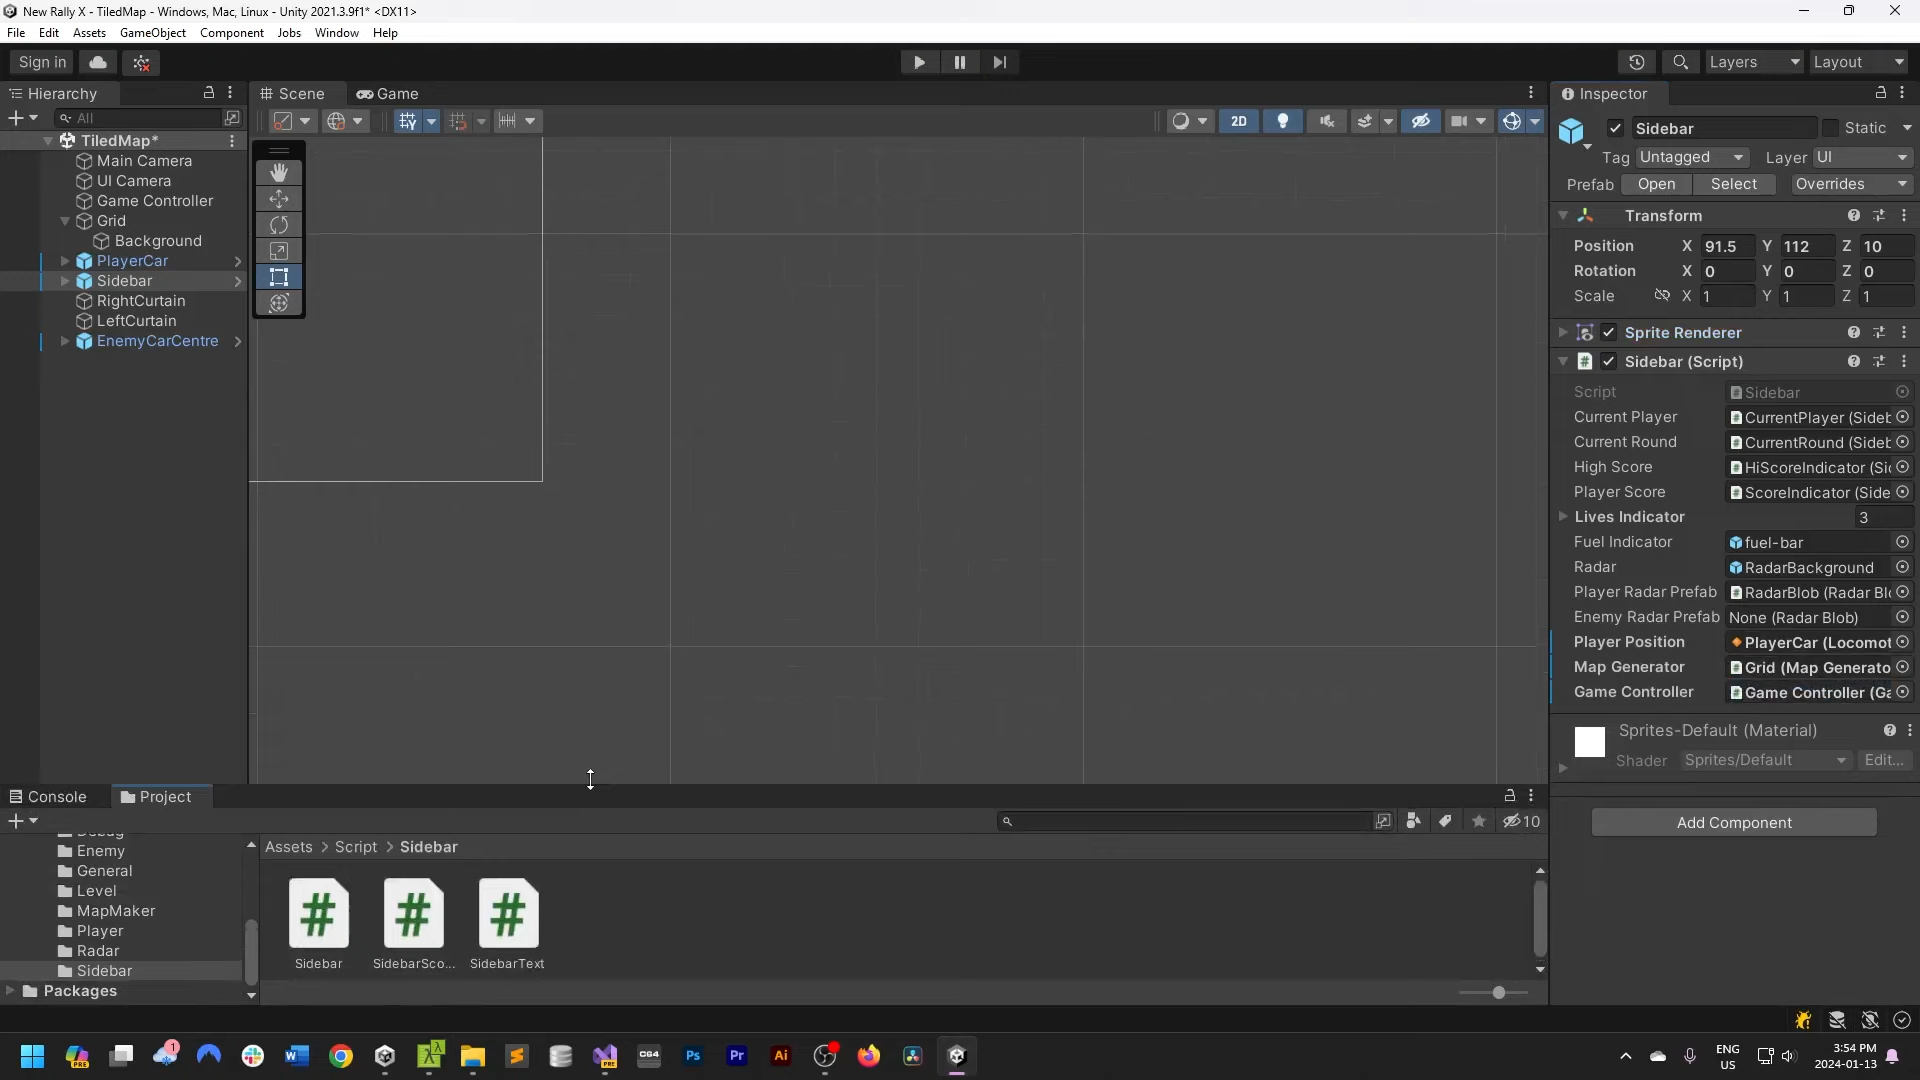 New Rally X - TiledMap - Windows, Mac, Linux - Unity 2021.3.9f1* <DX11>
File Edit Assets GameObject Component Jobs Window Help
Sign in Layers Layout
Hierarchy
All
TiledMap*
Main Camera
UI Camera
Game Controller
Grid
Background
PlayerCar
Sidebar
RightCurtain
LeftCurtain
EnemyCarCentre
Scene Game
2D
Inspector
Sidebar Static
Tag Untagged Layer UI
Prefab Open Select Overrides
Transform
Position X 91.5 Y 112 Z 10
Rotation X 0 Y 0 Z 0
Scale X 1 Y 1 Z 1
Sprite Renderer
# Sidebar (Script)
Script Sidebar
Current Player CurrentPlayer (Sideb
Current Round CurrentRound (Sideb
High Score HiScoreIndicator (Si
Player Score ScoreIndicator (Side
Lives Indicator 3
Fuel Indicator fuel-bar
Radar RadarBackground
Player Radar Prefab RadarBlob (Radar Bl
Enemy Radar Prefab None (Radar Blob)
Player Position PlayerCar (Locomot
Map Generator Grid (Map Generato
Game Controller Game Controller (Ga
Sprites-Default (Material)
Shader Sprites/Default Edit...
Add Component
Console Project
10
Enemy
General
Level
MapMaker
Player
Radar
Sidebar
Packages
Assets > Script > Sidebar
# # #
Sidebar SidebarSco... SidebarText
1 PRE W PRE CG4 Ps Pr Ai
ENG
US
3:54 PM
2024-01-13